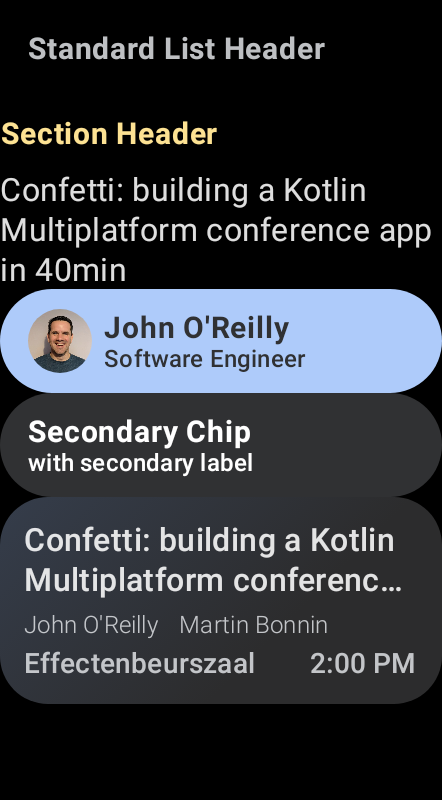 Standard List Header
Section Header
Confetti: building a Kotlin
Multiplatform conference app
in 40min
John O'Reilly
Software Engineer
Secondary Chip
with secondary label
Confetti: building a Kotlin
Multiplatform conferenc…
John O'Reilly Martin Bonnin
Effectenbeurszaal 2:00 PM